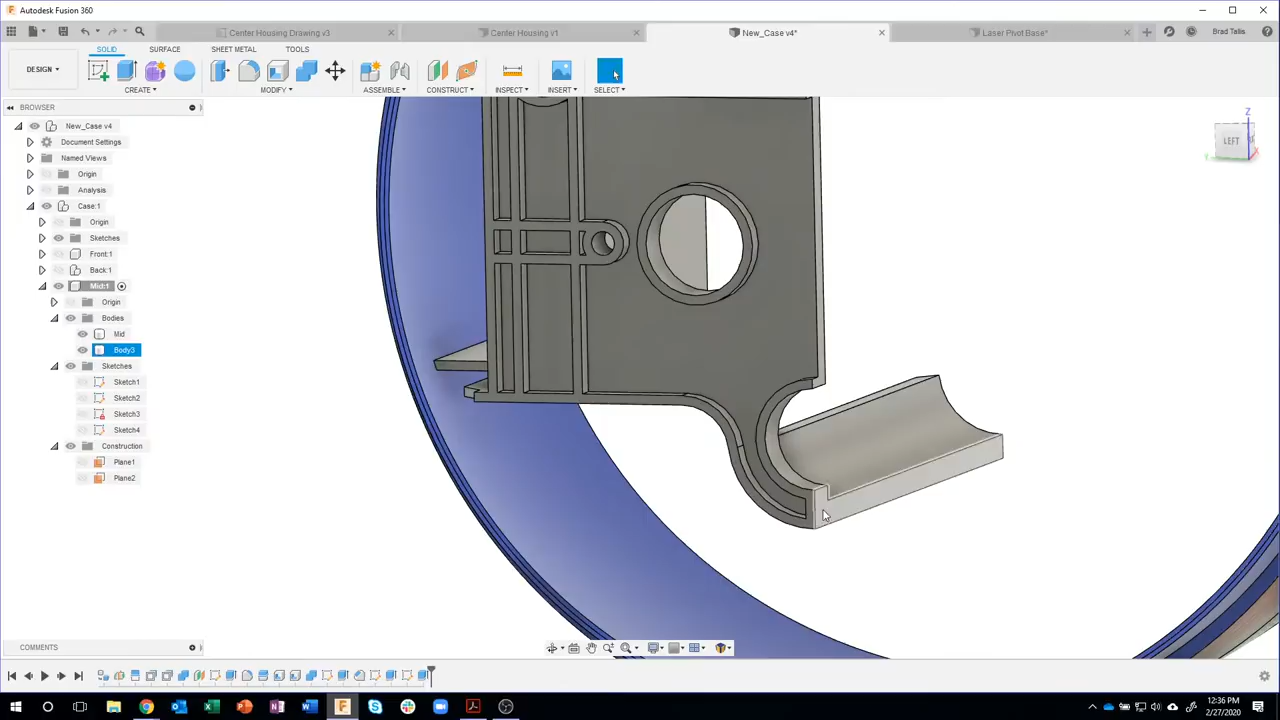 Autodesk Fusion 360
Center Housing Drawing v3
Center Housing v1
New_Case v4*
Laser Pivot Base*
Brad Tallis
SOLID
SURFACE
SHEET METAL
TOOLS
DESIGN
CREATE
MODIFY
ASSEMBLE
CONSTRUCT
INSPECT
INSERT
SELECT
BROWSER
New_Case v4
Document Settings
Named Views
Origin
Analysis
Case:1
Origin
Sketches
Front:1
Back:1
Mid:1
Origin
Bodies
Mid
Body3
Sketches
Sketch1
Sketch2
Sketch3
Sketch4
Construction
Plane1
Plane2
Z
LEFT
Y
X
COMMENTS
12:36 PM
2/27/2020